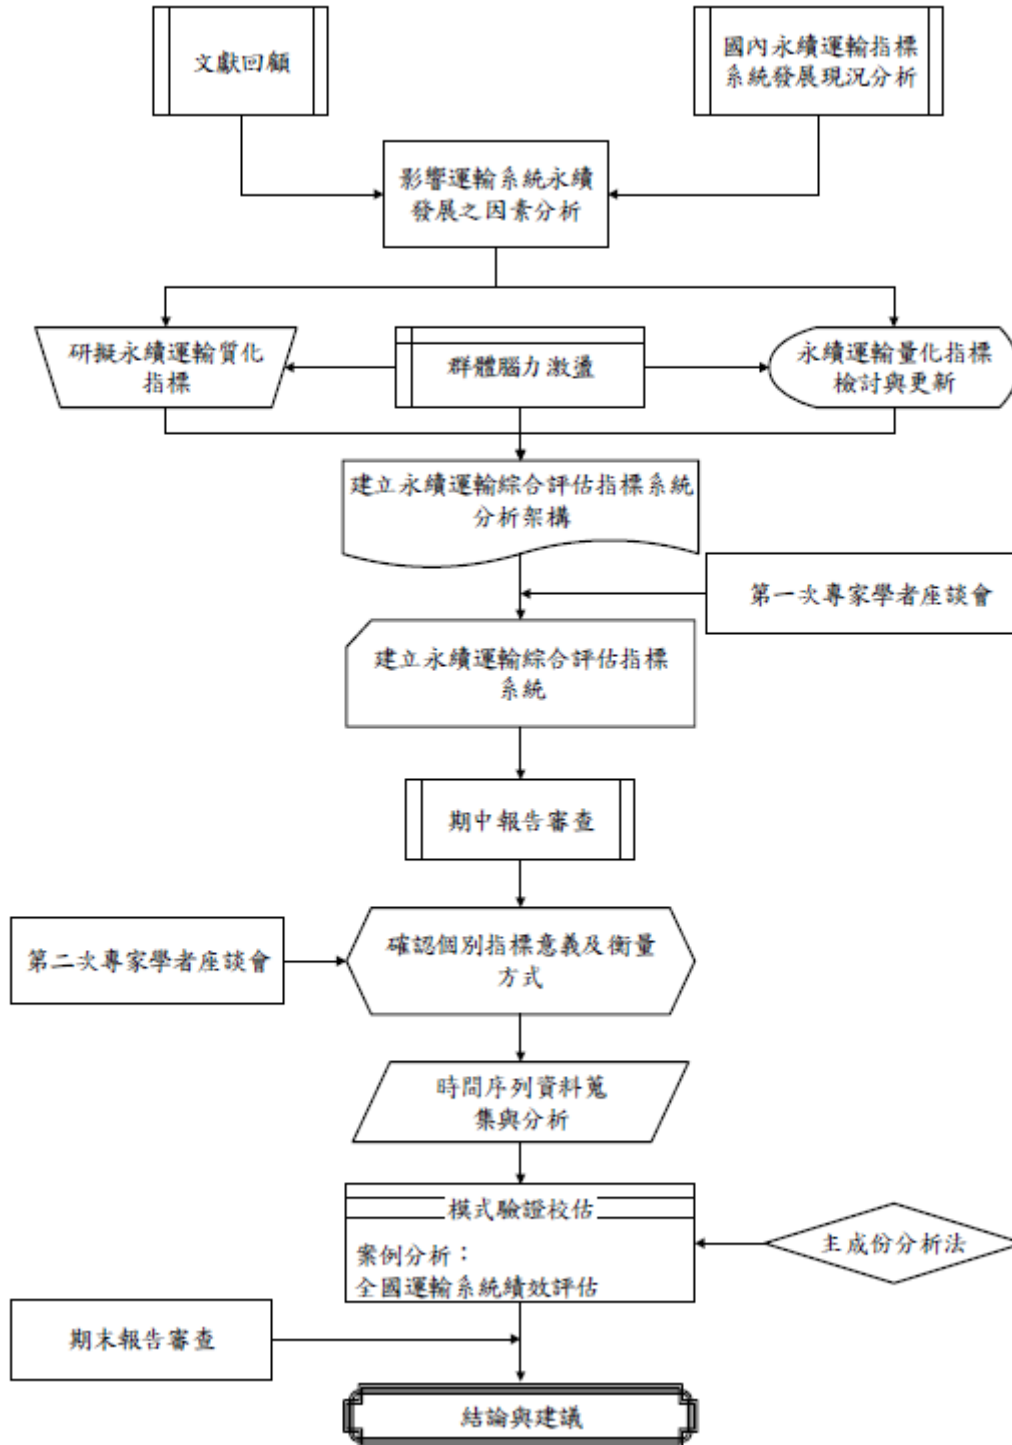 文獻回顧
國內永續運輸指標
系統發展現況分析
影響運輸系統永續
發展之因素分析
研擬永續運輸質化
指標
群體腦力激盪
永續運輸量化指標
檢討與更新
建立永續運輸綜合評估指標系統
分析架構
第一次專家學者座談會
建立永續運輸綜合評估指標
系統
期中報告審查
第二次專家學者座談會
確認個別指標意義及衡量
方式
時間序列資料蒐
集與分析
模式驗證校估
案例分析：
全國運輸系統績效評估
主成份分析法
期末報告審查
結論與建議